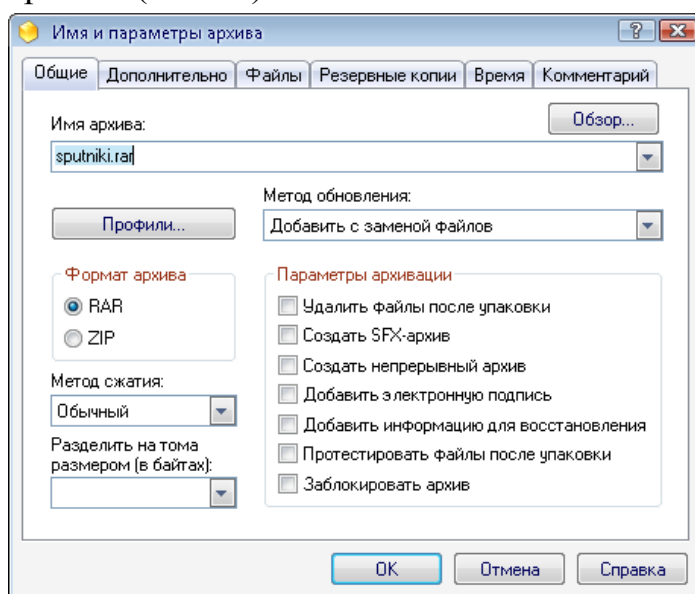 Имя и параметры архива
Общие Дополнительно Файлы Резервные копии Время Комментарий
Имя архива:
Обзор...
sputniki.rar
Метод обновления:
Профили...
Добавить с заменой файлов
Формат архива
RAR
ZIP
Метод сжатия:
Обычный
Разделить на тома
размером (в байтах):
Параметры архивации
Удалить файлы после упаковки
Создать SFX-архив
Создать непрерывный архив
Добавить электронную подпись
Добавить информацию для восстановления
Протестировать файлы после упаковки
Заблокировать архив
OK Отмена Справка